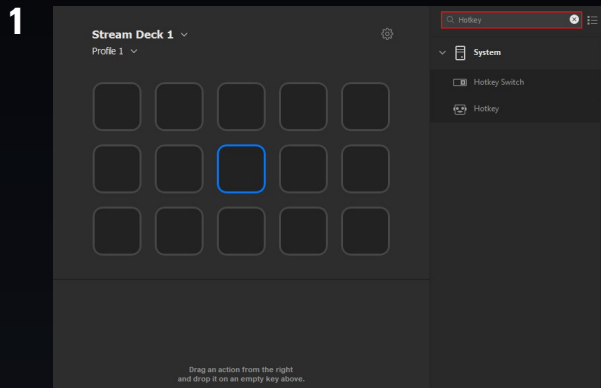 1
Stream Deck 1
Profile 1
Hotkey
System
Hotkey Switch
Hotkey
Drag an action from the right
and drop it on an empty key above.